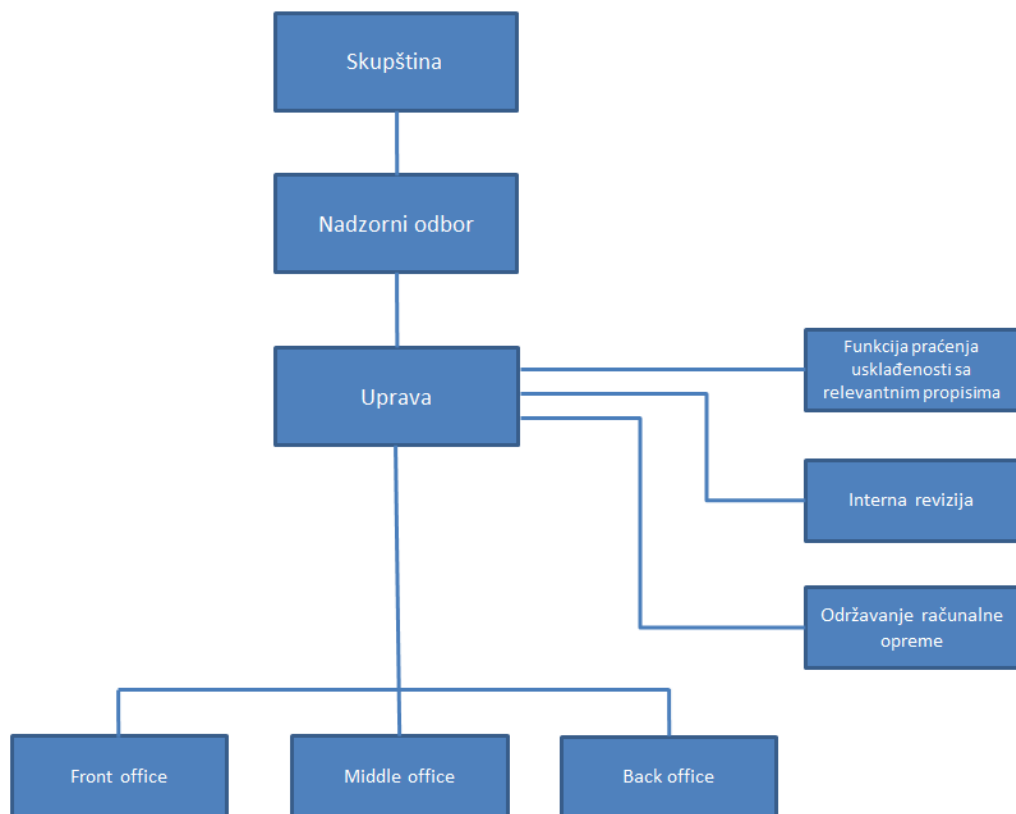 Skupština
Nadzorni odbor
Uprava
Funkcija praćenja
usklađenosti sa
relevantnim propisima
Interna revizija
Održavanje računalne
opreme
Front office
Middle office
Back office